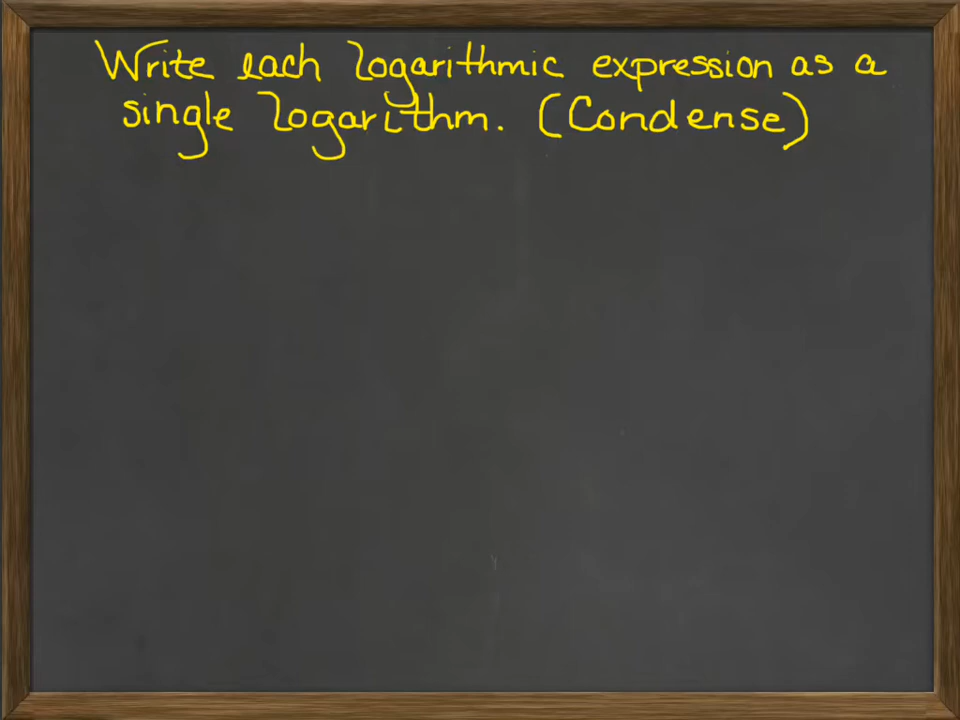 Write each logarithmic expression as a
single logarithm. (Condense)